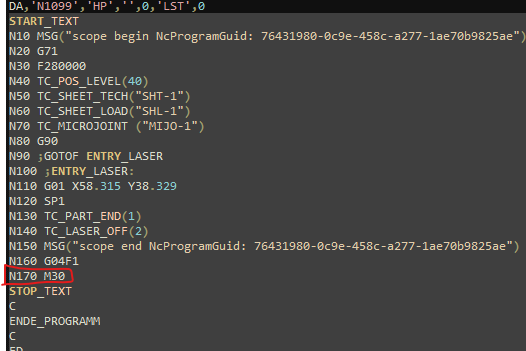 DA,'N1099','HP','',0,'LST',0
START_TEXT
N10 MSG("scope begin NcProgramGuid: 76431980-0c9e-458c-a277-1ae70b9825ae")
N20 G71
N30 F280000
N40 TC_POS_LEVEL(40)
N50 TC_SHEET_TECH("SHT-1")
N60 TC_SHEET_LOAD("SHL-1")
N70 TC_MICROJOINT ("MIJO-1")
N80 G90
N90 ;GOTOF ENTRY_LASER
N100 ;ENTRY_LASER:
N110 G01 X58.315 Y38.329
N120 SP1
N130 TC_PART_END(1)
N140 TC_LASER_OFF(2)
N150 MSG("scope end NcProgramGuid: 76431980-0c9e-458c-a277-1ae70b9825ae")
N160 G04F1
N170 M30
STOP_TEXT
C
ENDE_PROGRAMM
C